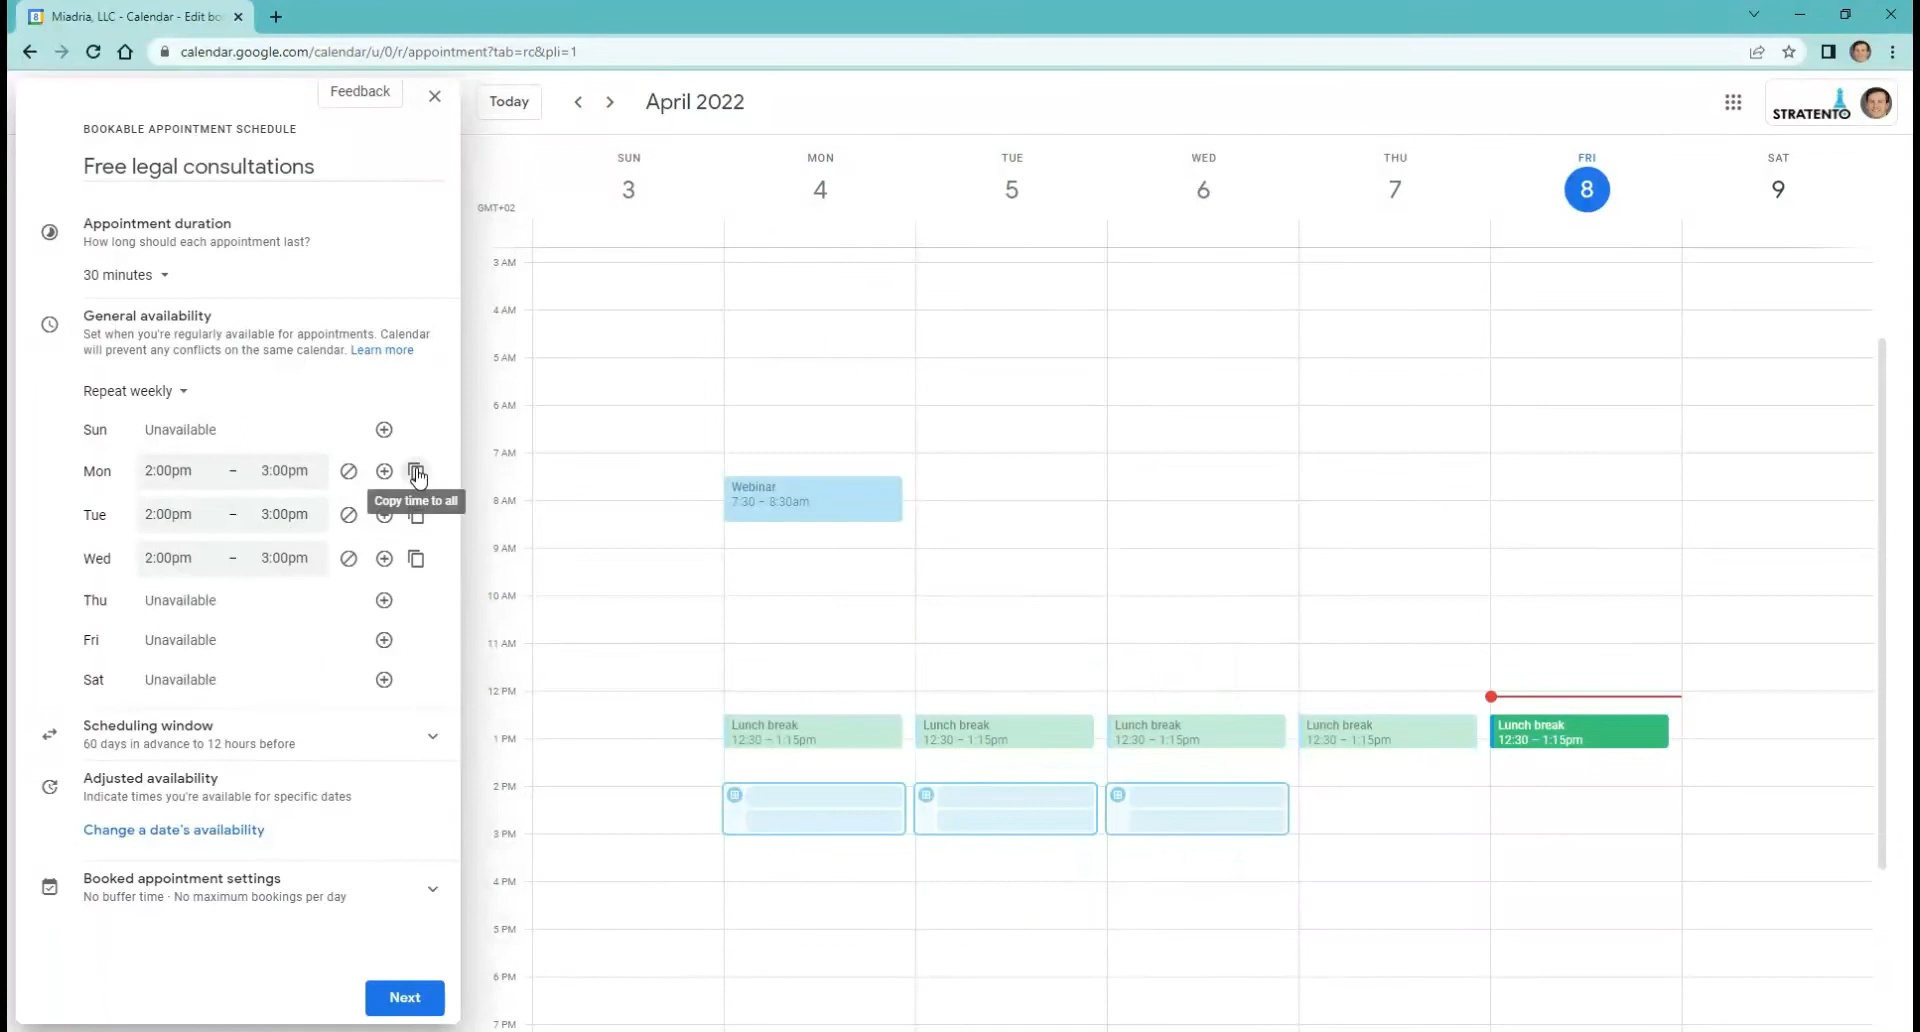 Miadria, LLC - Calendar - Edit bo
calendar.google.com/calendar/u/0/r/appointment?tab=rc&pli=1
Feedback
BOOKABLE APPOINTMENT SCHEDULE
Free legal consultations
Appointment duration
How long should each appointment last?
30 minutes
General availability
Set when you're regularly available for appointments. Calendar
will prevent any conflicts on the same calendar. Learn more
Repeat weekly
Sun Unavailable
Mon 2:00pm – 3:00pm
Copy time to all
Tue 2:00pm – 3:00pm
Wed 2:00pm – 3:00pm
Thu Unavailable
Fri Unavailable
Sat Unavailable
Scheduling window
60 days in advance to 12 hours before
Adjusted availability
Indicate times you're available for specific dates
Change a date's availability
Booked appointment settings
No buffer time · No maximum bookings per day
Next
Today April 2022
STRATENTO
SUN MON TUE WED THU FRI SAT
3 4 5 6 7 8 9
GMT+02
3 AM
4 AM
5 AM
6 AM
7 AM
Webinar
7:30 – 8:30am
8 AM
9 AM
10 AM
11 AM
12 PM
Lunch break Lunch break Lunch break Lunch break Lunch break
12:30 – 1:15pm 12:30 – 1:15pm 12:30 – 1:15pm 12:30 – 1:15pm 12:30 – 1:15pm
1 PM
2 PM
3 PM
4 PM
5 PM
6 PM
7 PM